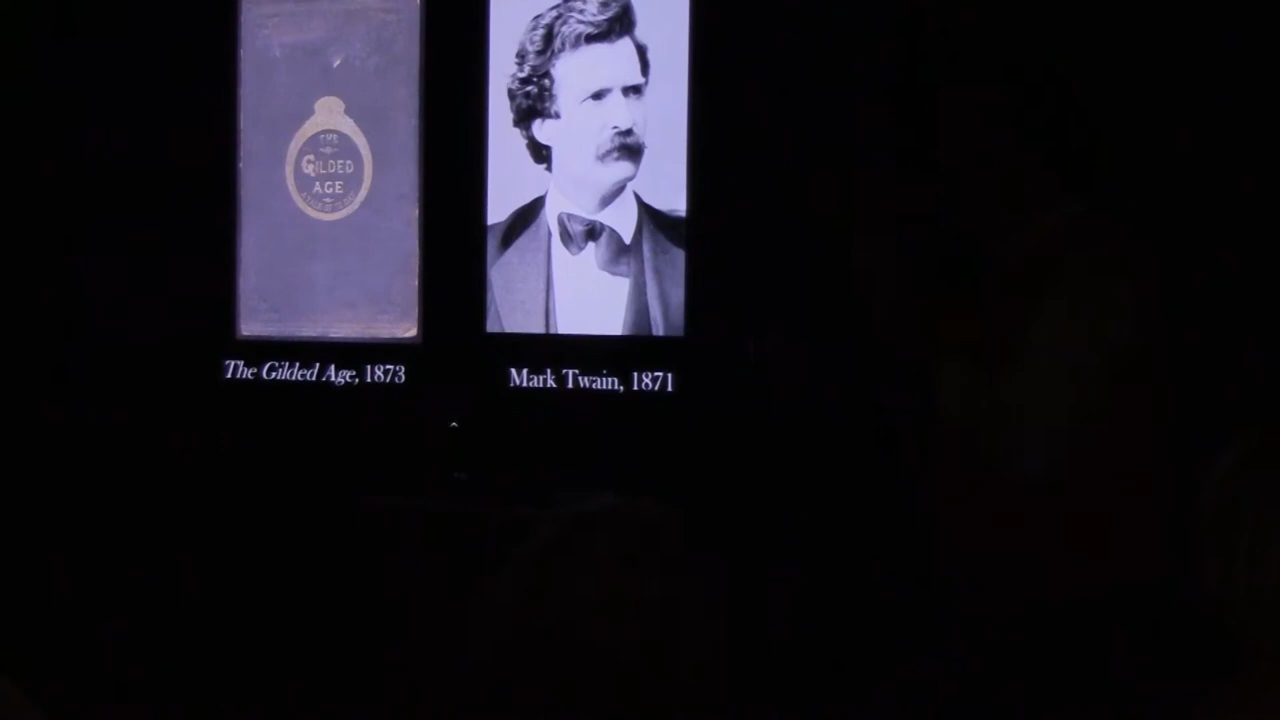 THE
GILDED
AGE
The Gilded Age, 1873
Mark Twain, 1871